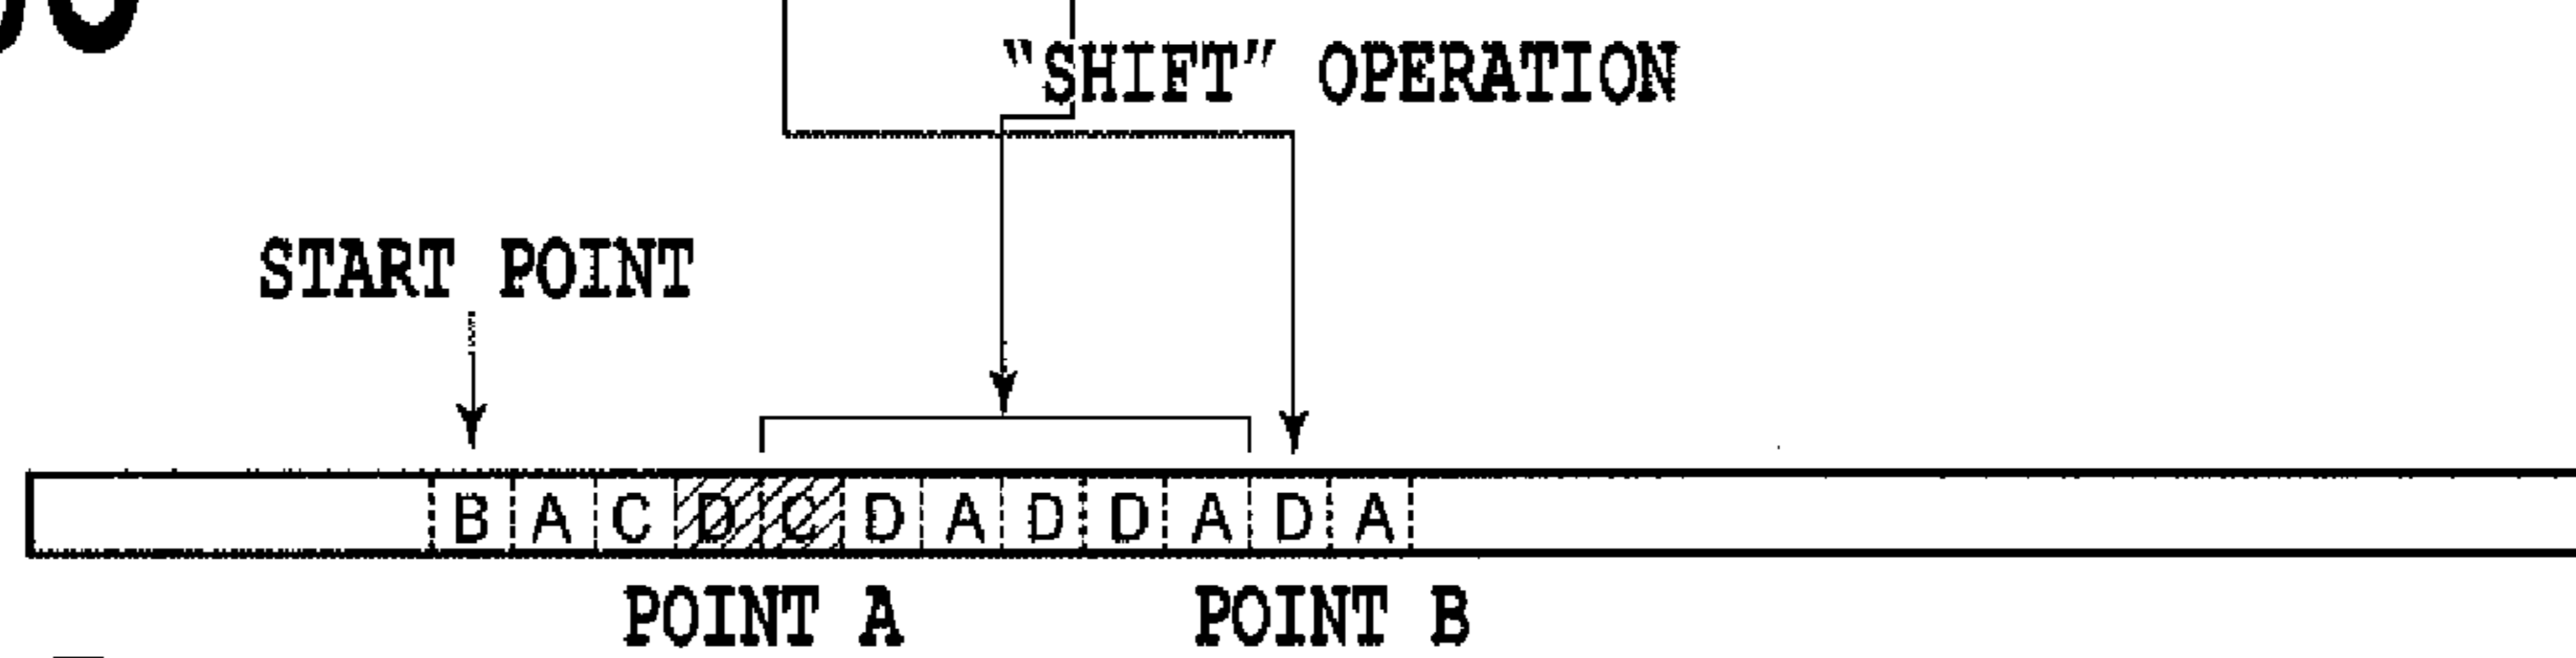 “SHIFT” OPERATION
START POINT
B A C D C D A D D A D A
POINT A POINT B